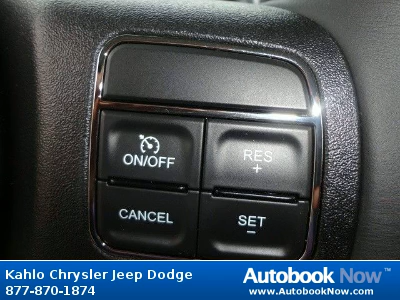 ON/OFF
RES
+
CANCEL
SET
−
Kahlo Chrysler Jeep Dodge
877-870-1874
Autobook Now™
www.AutobookNow.com